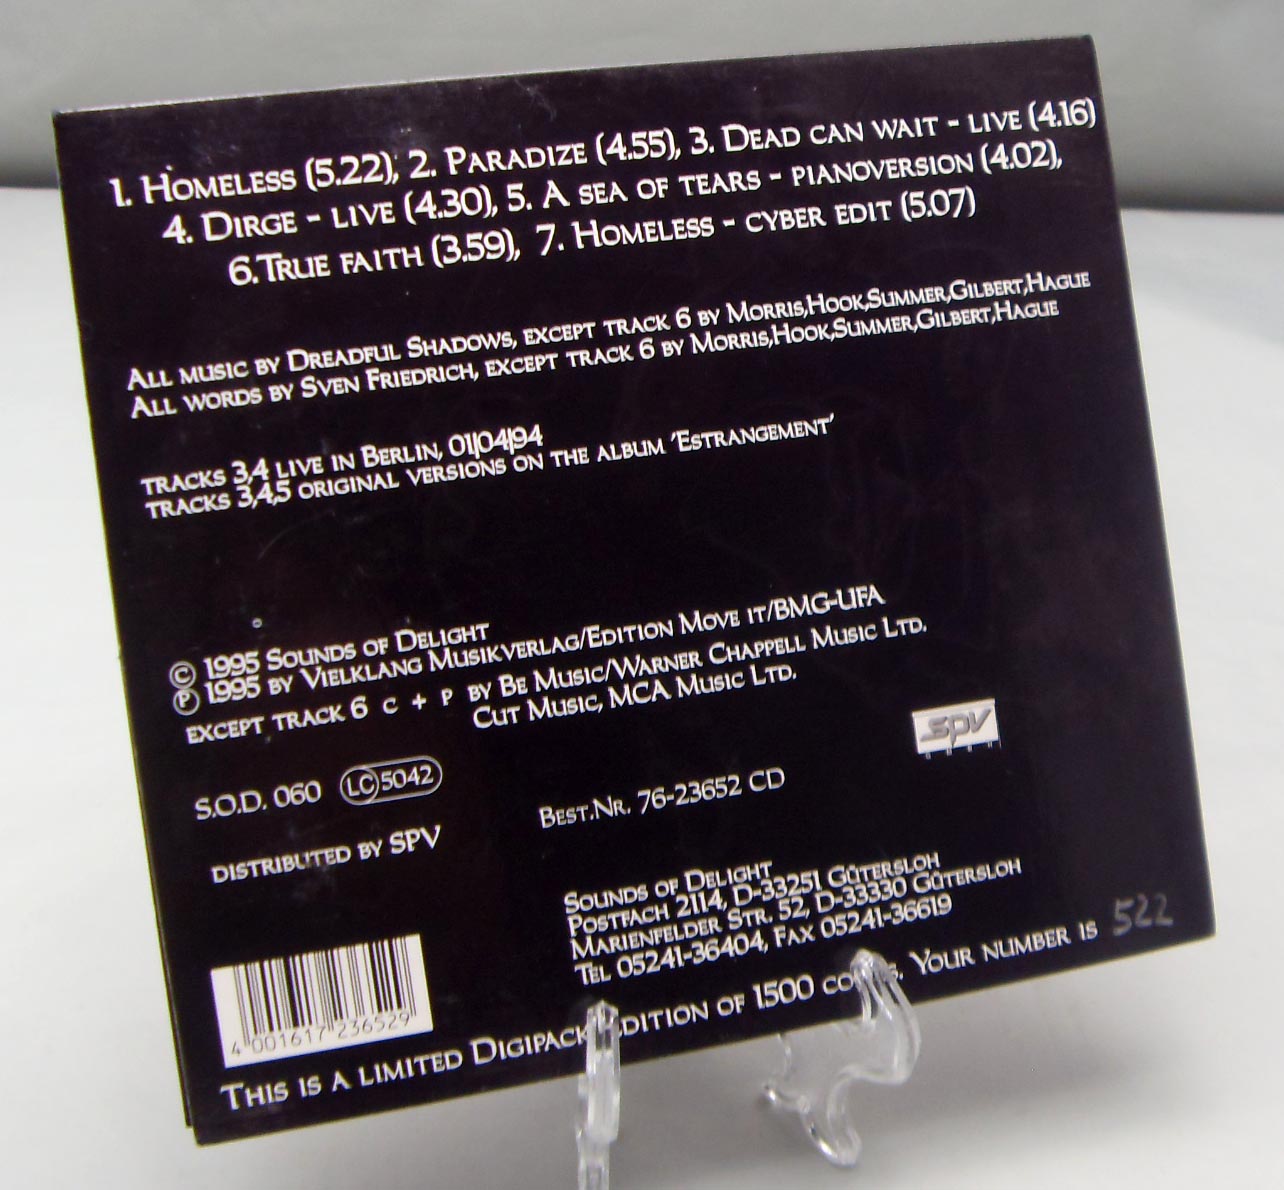 1. Homeless (5.22), 2. Paradize (4.55), 3. Dead can wait - live (4.16)
4. Dirge - live (4.30), 5. A sea of tears - pianoversion (4.02),
6.True faith (3.59), 7. Homeless - cyber edit (5.07)
All music by Dreadful Shadows, except track 6 by Morris,Hook,Summer,Gilbert,Hague
All words by Sven Friedrich, except track 6 by Morris,Hook,Summer,Gilbert,Hague
tracks 3,4 live in Berlin, 01|04|94
tracks 3,4,5 original versions on the album 'Estrangement'
© 1995 Sounds of Delight
℗ 1995 by Vielklang Musikverlag/Edition Move it/BMG-UFA
except track 6 c + p by Be Music/Warner Chappell Music Ltd.
Cut Music, MCA Music Ltd.
spv
S.O.D. 060 LC 5042
Best.Nr. 76-23652 CD
distributed by SPV
Sounds of Delight
Postfach 2114, D-33251 Gütersloh
Marienfelder Str. 52, D-33330 Gütersloh
Tel 05241-36404, Fax 05241-36619
4 001617 236529
This is a limited Digipack edition of 1500 . Your number is 522